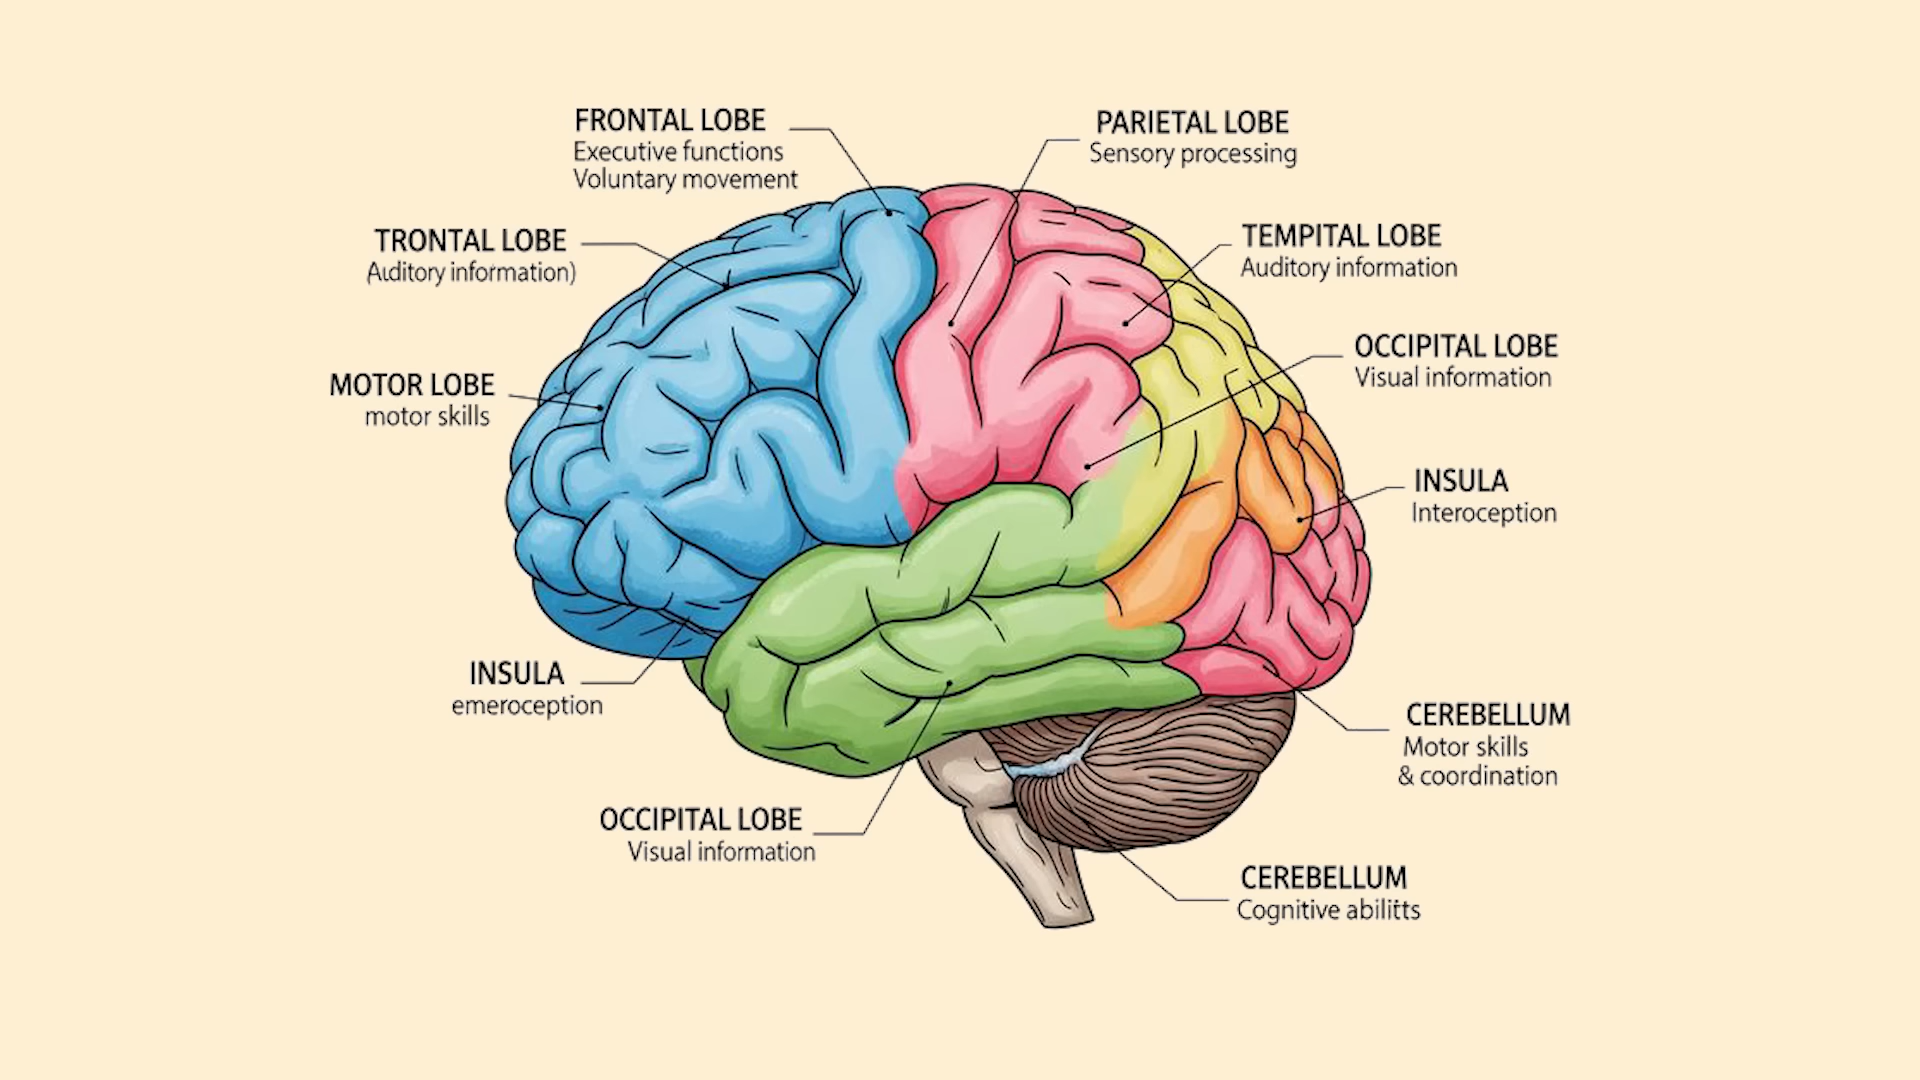 FRONTAL LOBE
Executive functions
Voluntary movement
PARIETAL LOBE
Sensory processing
TRONTAL LOBE
(Auditory information)
TEMPITAL LOBE
Auditory information
MOTOR LOBE
motor skills
OCCIPITAL LOBE
Visual information
INSULA
Interoception
INSULA
emeroception
CEREBELLUM
Motor skills
& coordination
OCCIPITAL LOBE
Visual information
CEREBELLUM
Cognitive abilitts